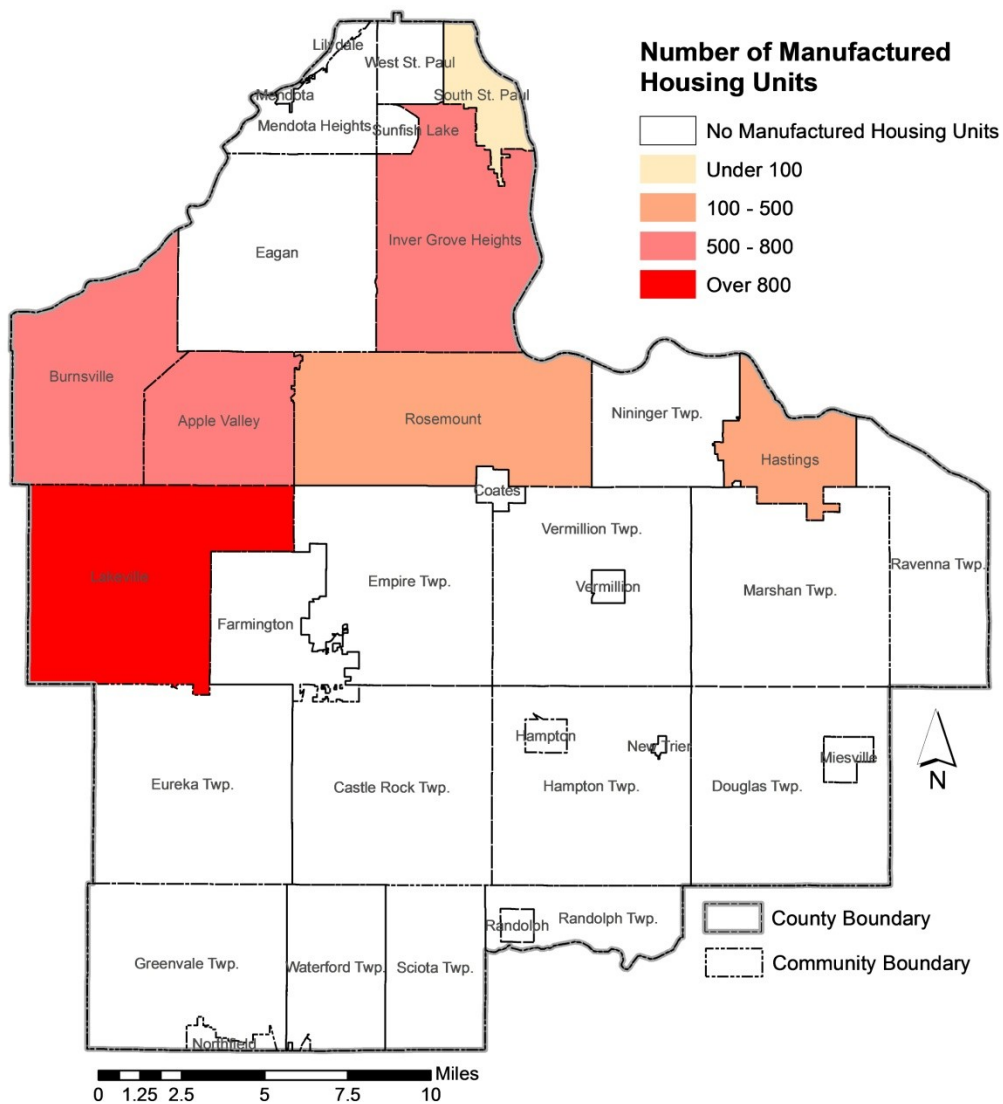 Number of Manufactured
Housing Units
No Manufactured Housing Units
Under 100
100 - 500
500 - 800
Over 800
Lilydale
West St. Paul
Mendota
South St. Paul
Mendota Heights
Sunfish Lake
Eagan
Inver Grove Heights
Burnsville
Apple Valley
Rosemount
Nininger Twp.
Hastings
Coates
Lakeville
Farmington
Empire Twp.
Vermillion Twp.
Vermillion
Marshan Twp.
Ravenna Twp.
Hampton
New Trier
Miesville
Eureka Twp.
Castle Rock Twp.
Hampton Twp.
Douglas Twp.
N
Randolph
Randolph Twp.
Greenvale Twp.
Waterford Twp.
Sciota Twp.
Northfield
County Boundary
Community Boundary
Miles
0 1.25 2.5 5 7.5 10